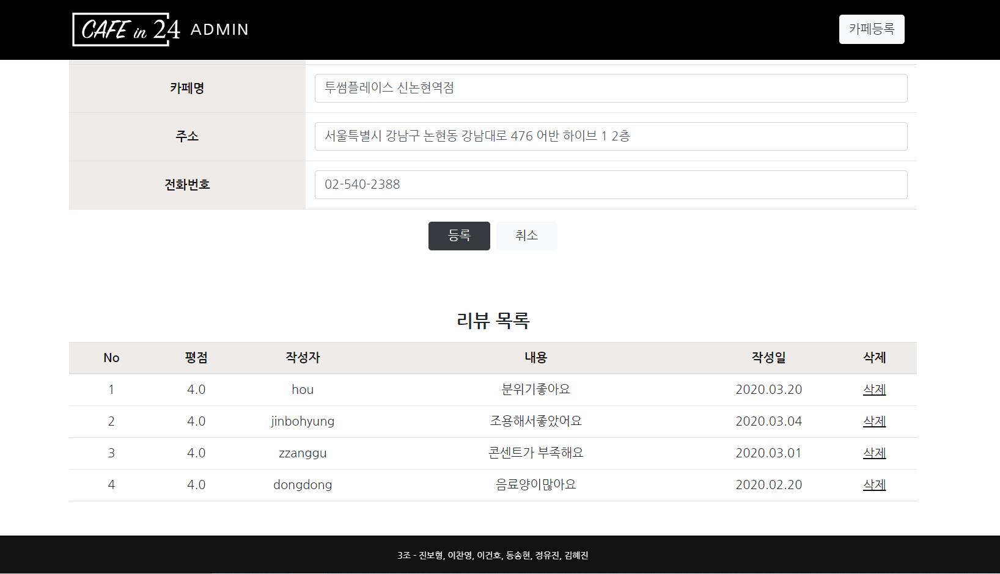 CAFE in 24 ADMIN 카페등록
카페명 투썸플레이스 신논현역점
주소 서울특별시 강남구 논현동 강남대로 476 어반 하이브 1 2층
전화번호 02-540-2388
등록 취소
리뷰 목록
No 평점 작성자 내용 작성일 삭제
1 4.0 hou 분위기좋아요 2020.03.20 삭제
2 4.0 jinbohyung 조용해서좋았어요 2020.03.04 삭제
3 4.0 zzanggu 콘센트가 부족해요 2020.03.01 삭제
4 4.0 dongdong 음료양이많아요 2020.02.20 삭제
3조 - 진보형, 이찬영, 이건호, 동송현, 정유진, 김혜진